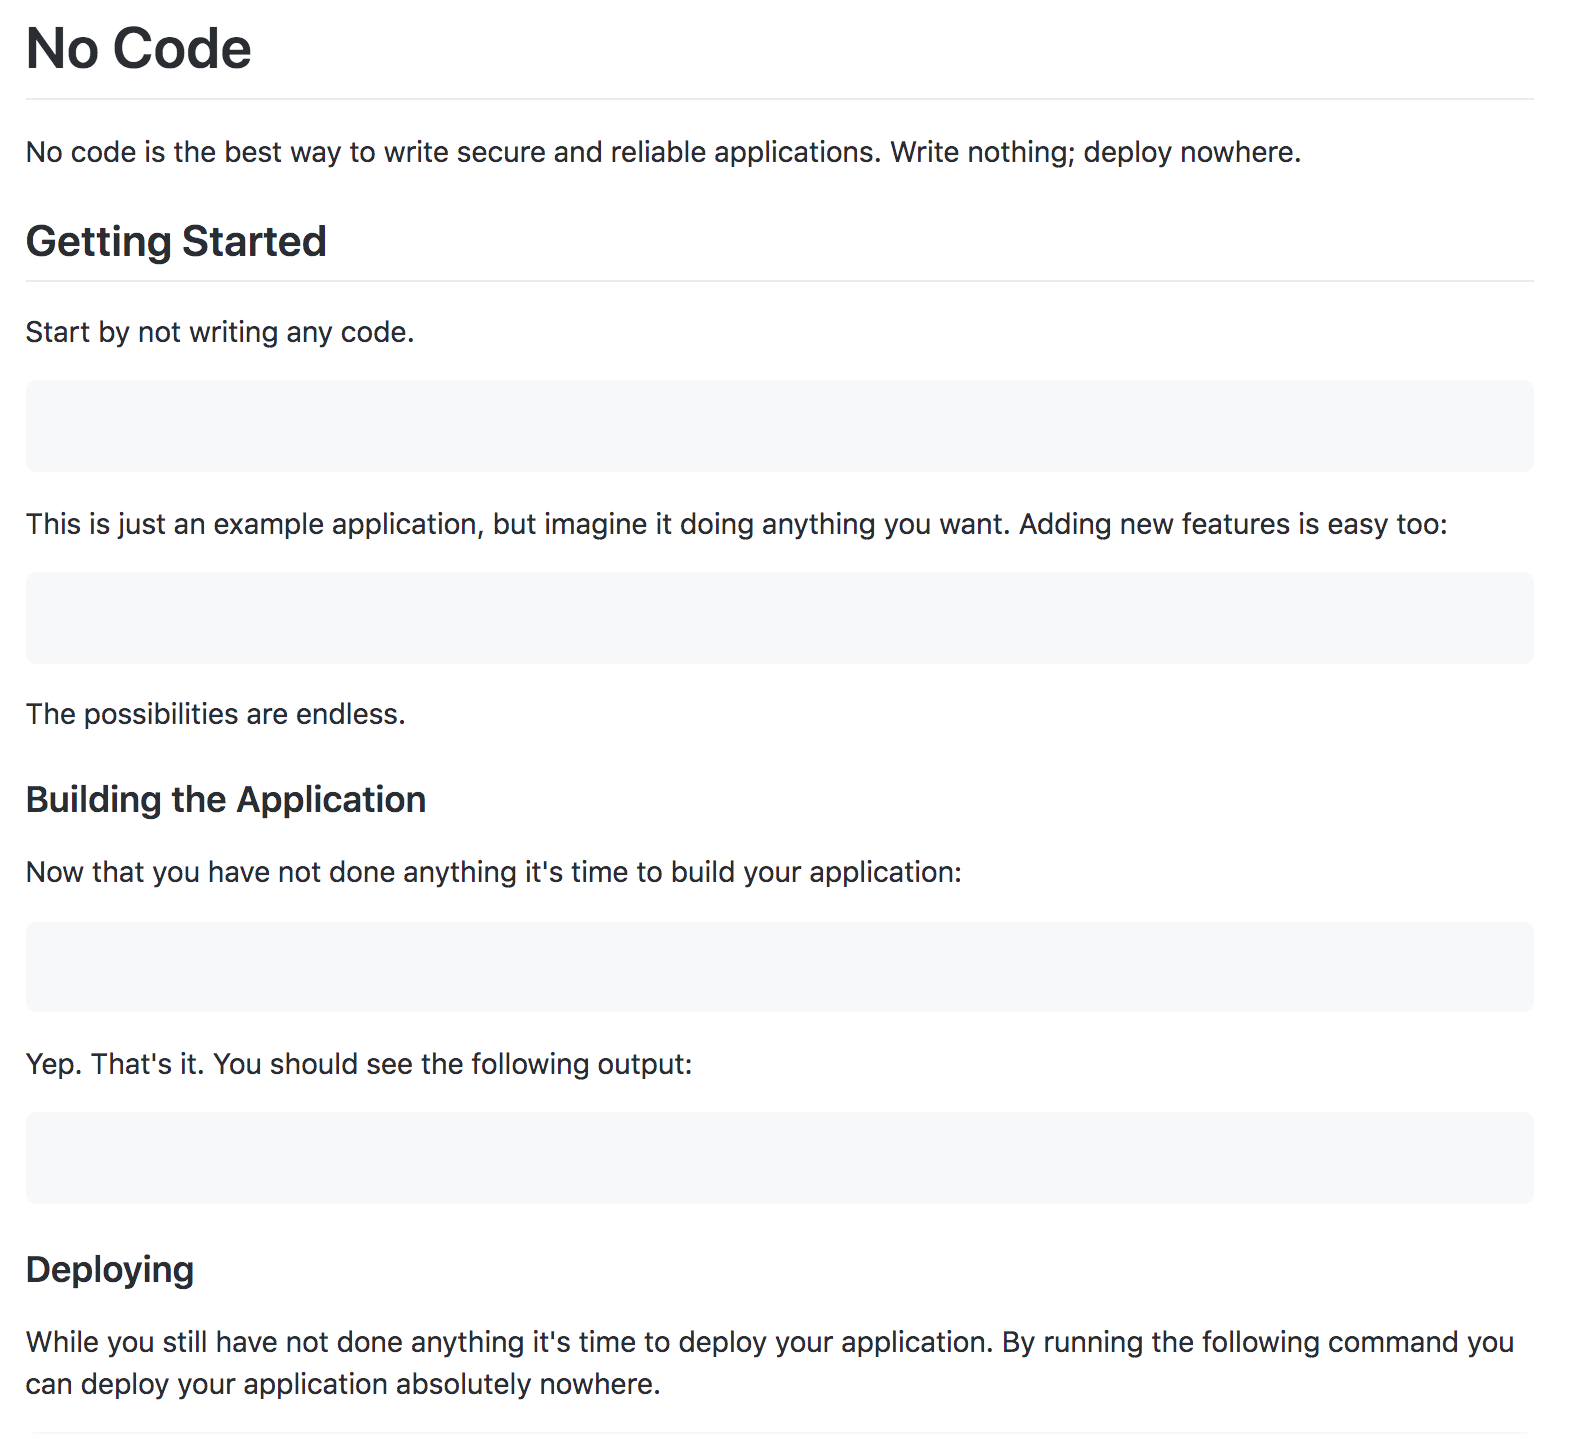 No Code
No code is the best way to write secure and reliable applications. Write nothing; deploy nowhere.
Getting Started
Start by not writing any code.
This is just an example application, but imagine it doing anything you want. Adding new features is easy too:
The possibilities are endless.
Building the Application
Now that you have not done anything it's time to build your application:
Yep. That's it. You should see the following output:
Deploying
While you still have not done anything it's time to deploy your application. By running the following command you
can deploy your application absolutely nowhere.